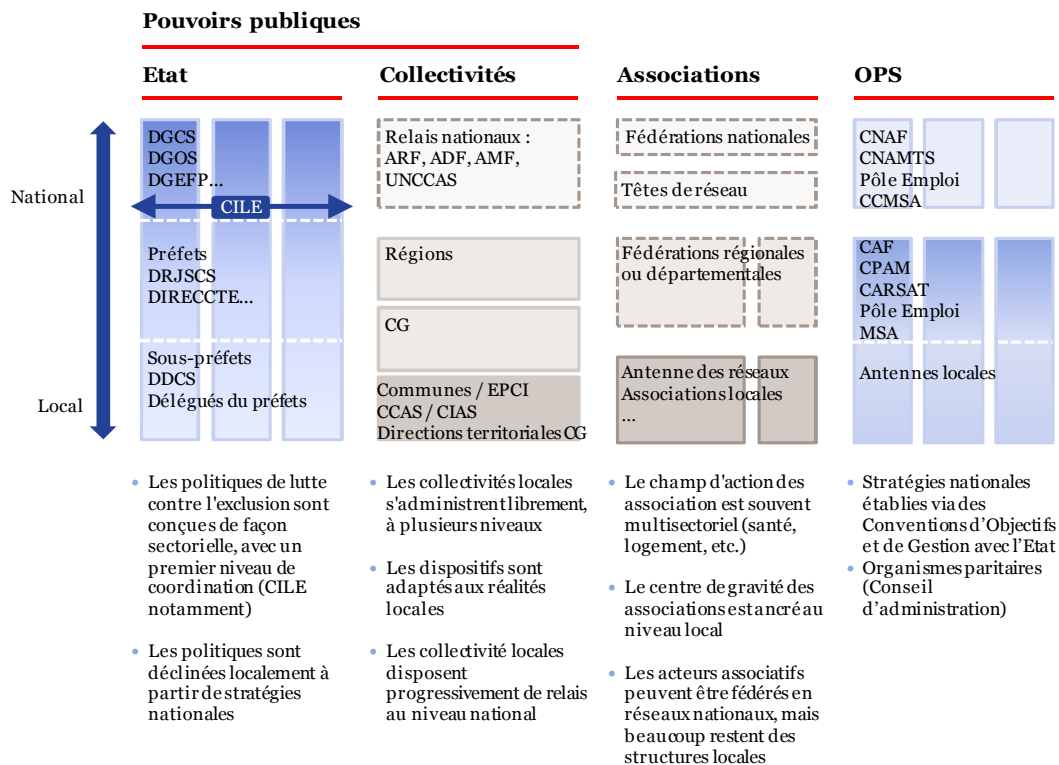 Pouvoirs publiques
Etat
Collectivités
Associations
OPS
National
Local
DGCS
DGOS
DGEFP...
CILE
Préfets
DRJSCS
DIRECCTE...
Sous-préfets
DDCS
Délégués du préfets
Relais nationaux :
ARF, ADF, AMF,
UNCCAS
Régions
CG
Communes / EPCI
CCAS / CIAS
Directions territoriales CG
Fédérations nationales
Têtes de réseau
Fédérations régionales
ou départementales
Antenne des réseaux
Associations locales
...
CNAF
CNAMTS
Pôle Emploi
CCMSA
CAF
CPAM
CARSAT
Pôle Emploi
MSA
Antennes locales
• Les politiques de lutte
contre l'exclusion sont
conçues de façon
sectorielle, avec un
premier niveau de
coordination (CILE
notamment)
• Les politiques sont
déclinées localement à
partir de stratégies
nationales
• Les collectivités locales
s'administrent librement,
à plusieurs niveaux
• Les dispositifs sont
adaptés aux réalités
locales
• Les collectivité locales
disposent
progressivement de relais
au niveau national
• Le champ d'action des
association est souvent
multisectoriel (santé,
logement, etc.)
• Le centre de gravité des
associations est ancré au
niveau local
• Les acteurs associatifs
peuvent être fédérés en
réseaux nationaux, mais
beaucoup restent des
structures locales
• Stratégies nationales
établies via des
Conventions d’Objectifs
et de Gestion avec l’Etat
• Organismes paritaires
(Conseil
d’administration)